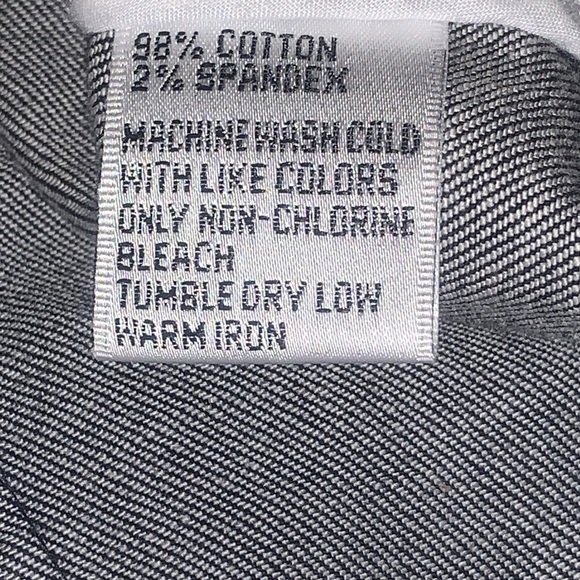 98% COTTON
2% SPANDEX
MACHINE WASH COLD
WITH LIKE COLORS
ONLY NON-CHLORINE
BLEACH
TUMBLE DRY LOW
WARM IRON